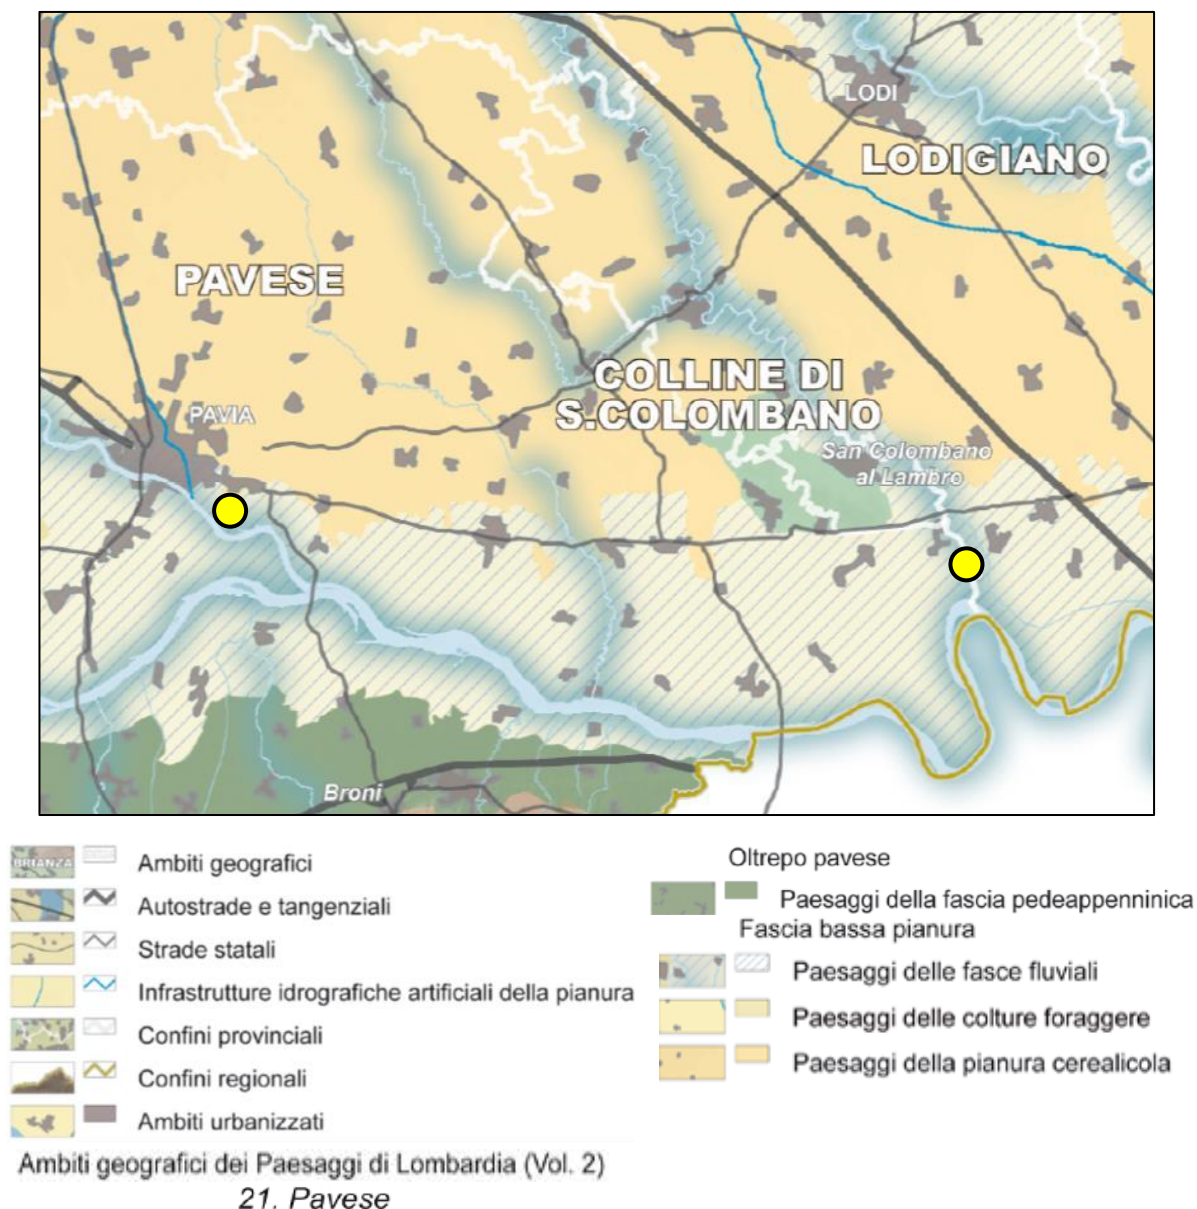 LODI
LODIGIANO
PAVESE
COLLINE DI
S.COLOMBANO
PAVIA
San Colombano
al Lambro
Broni
BRIANZA
Ambiti geografici
Autostrade e tangenziali
Strade statali
Infrastrutture idrografiche artificiali della pianura
Confini provinciali
Confini regionali
Ambiti urbanizzati
Ambiti geografici dei Paesaggi di Lombardia (Vol. 2)
21. Pavese
Oltrepo pavese
Paesaggi della fascia pedeappenninica
Fascia bassa pianura
Paesaggi delle fasce fluviali
Paesaggi delle colture foraggere
Paesaggi della pianura cerealicola